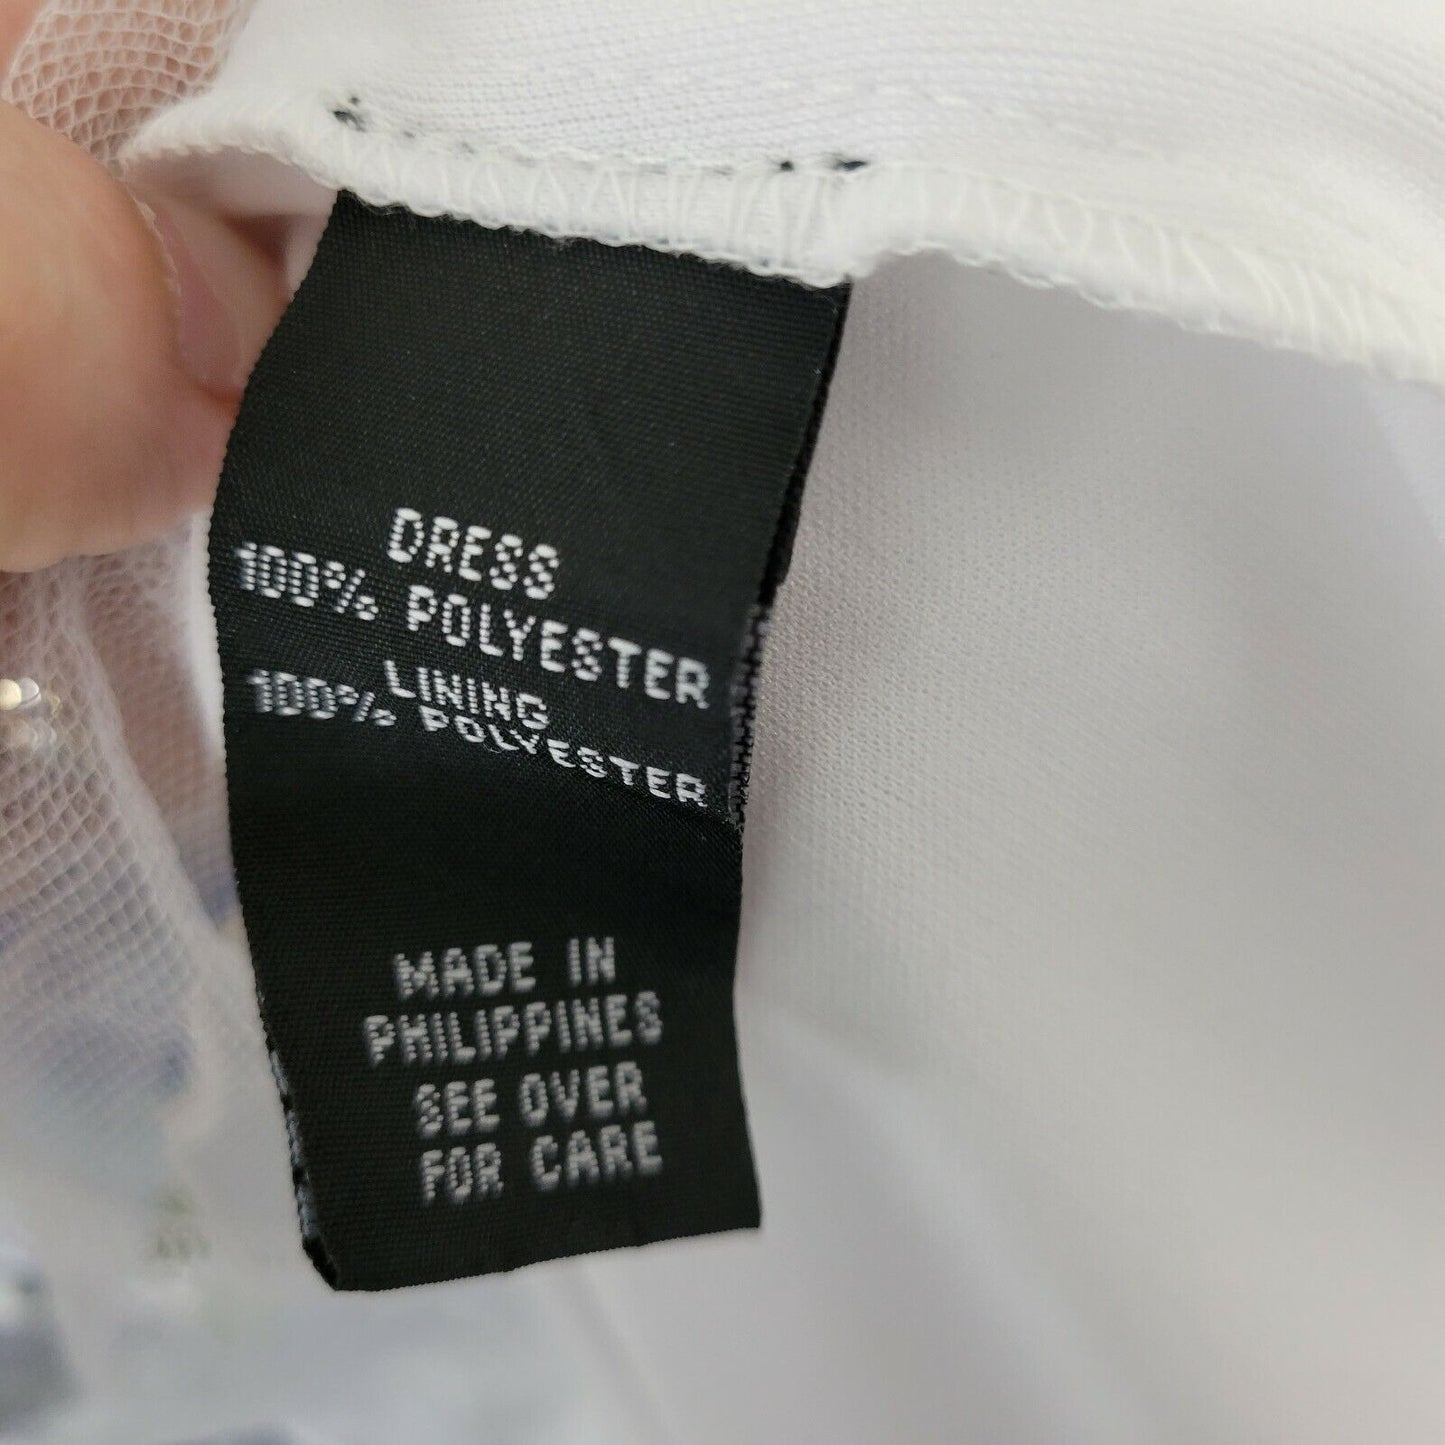 DRESS
100% POLYESTER
LINING
100% POLYESTER
MADE IN
PHILIPPINES
SEE OVER
FOR CARE